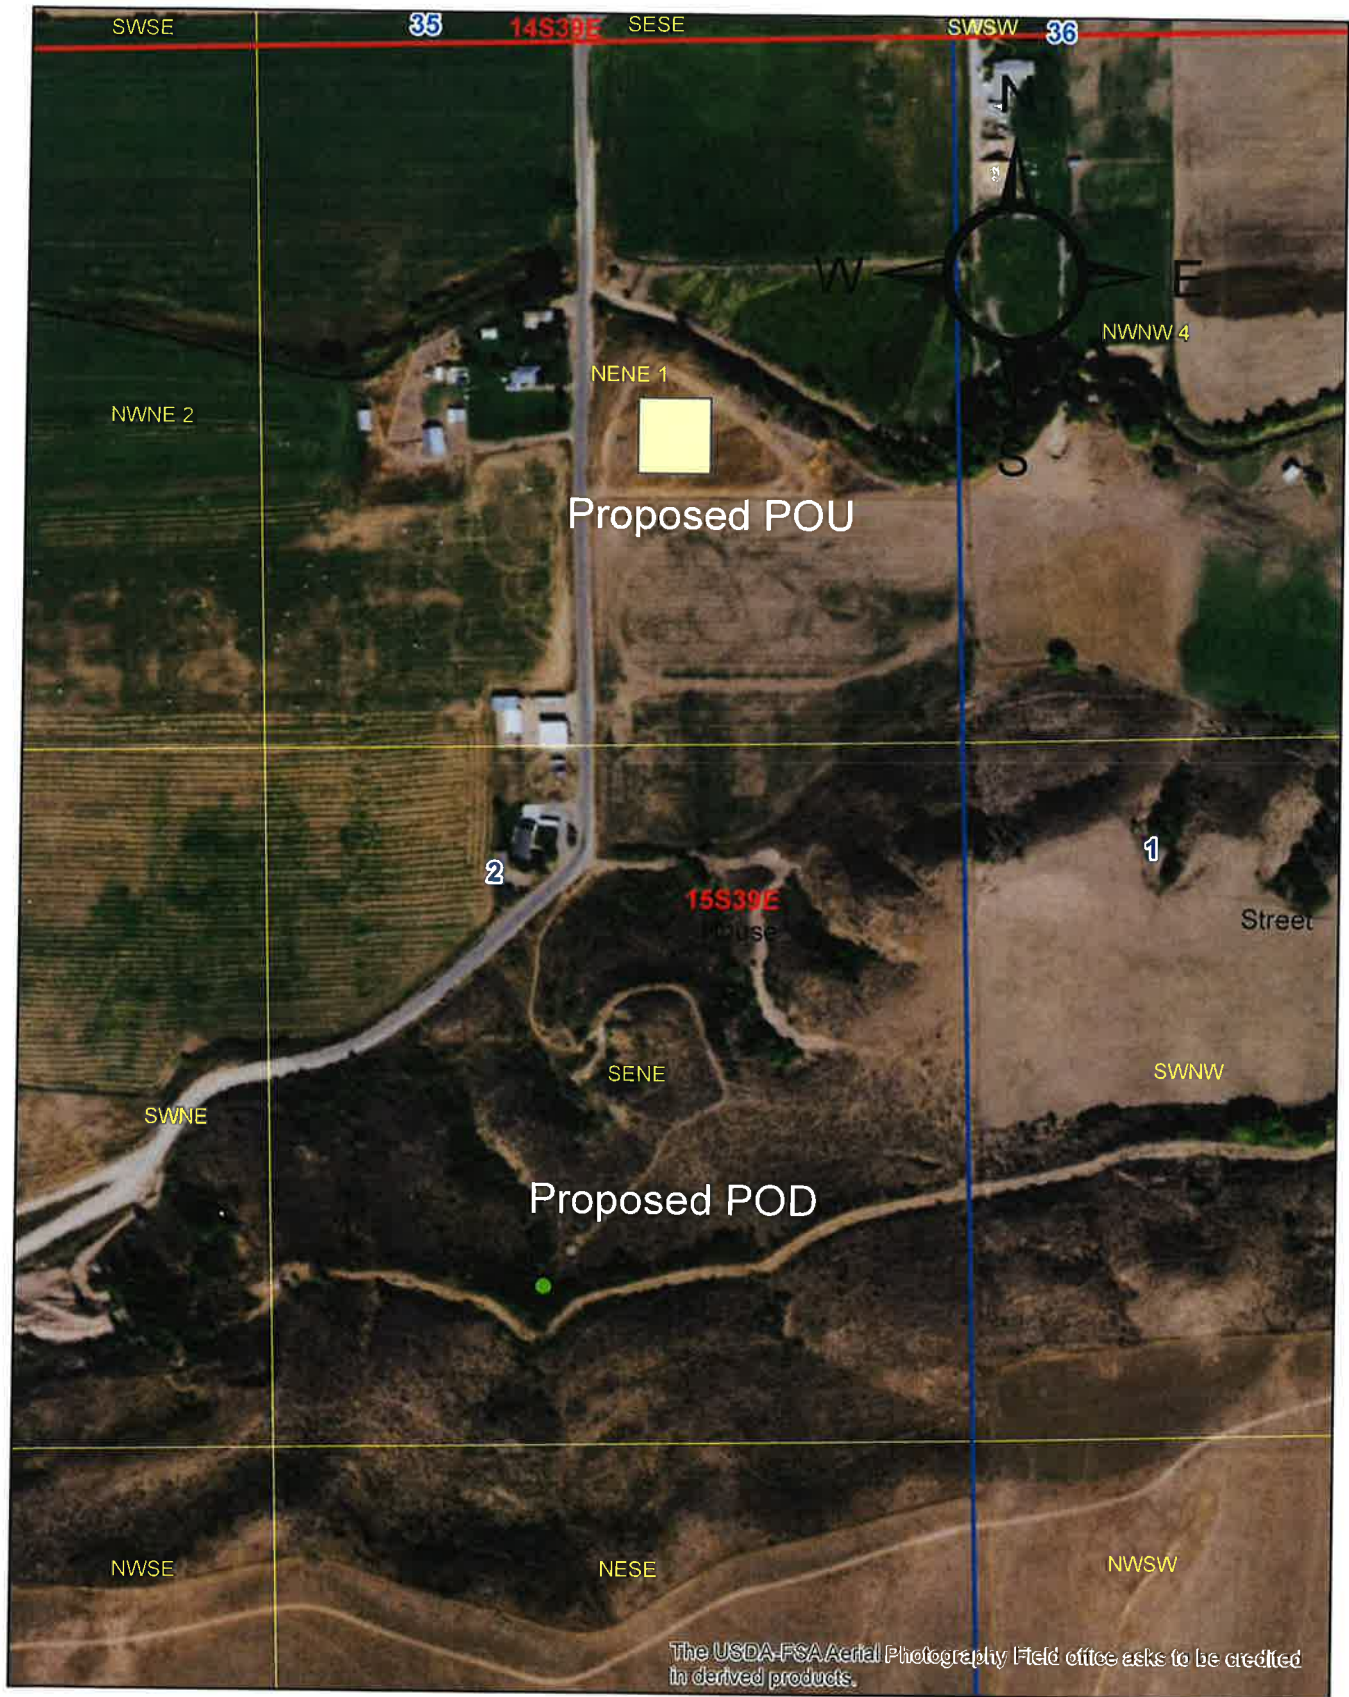 SWSE
35
14S39E
SESE
SWSW
36
N
W
E
NWNW 4
NENE 1
NWNE 2
S
Proposed POU
2
1
15S39E
Street
SENE
SWNW
SWNE
Proposed POD
NWSE
NESE
NWSW
The USDA-FSA Aerial Photography Field office asks to be credited
in derived products.